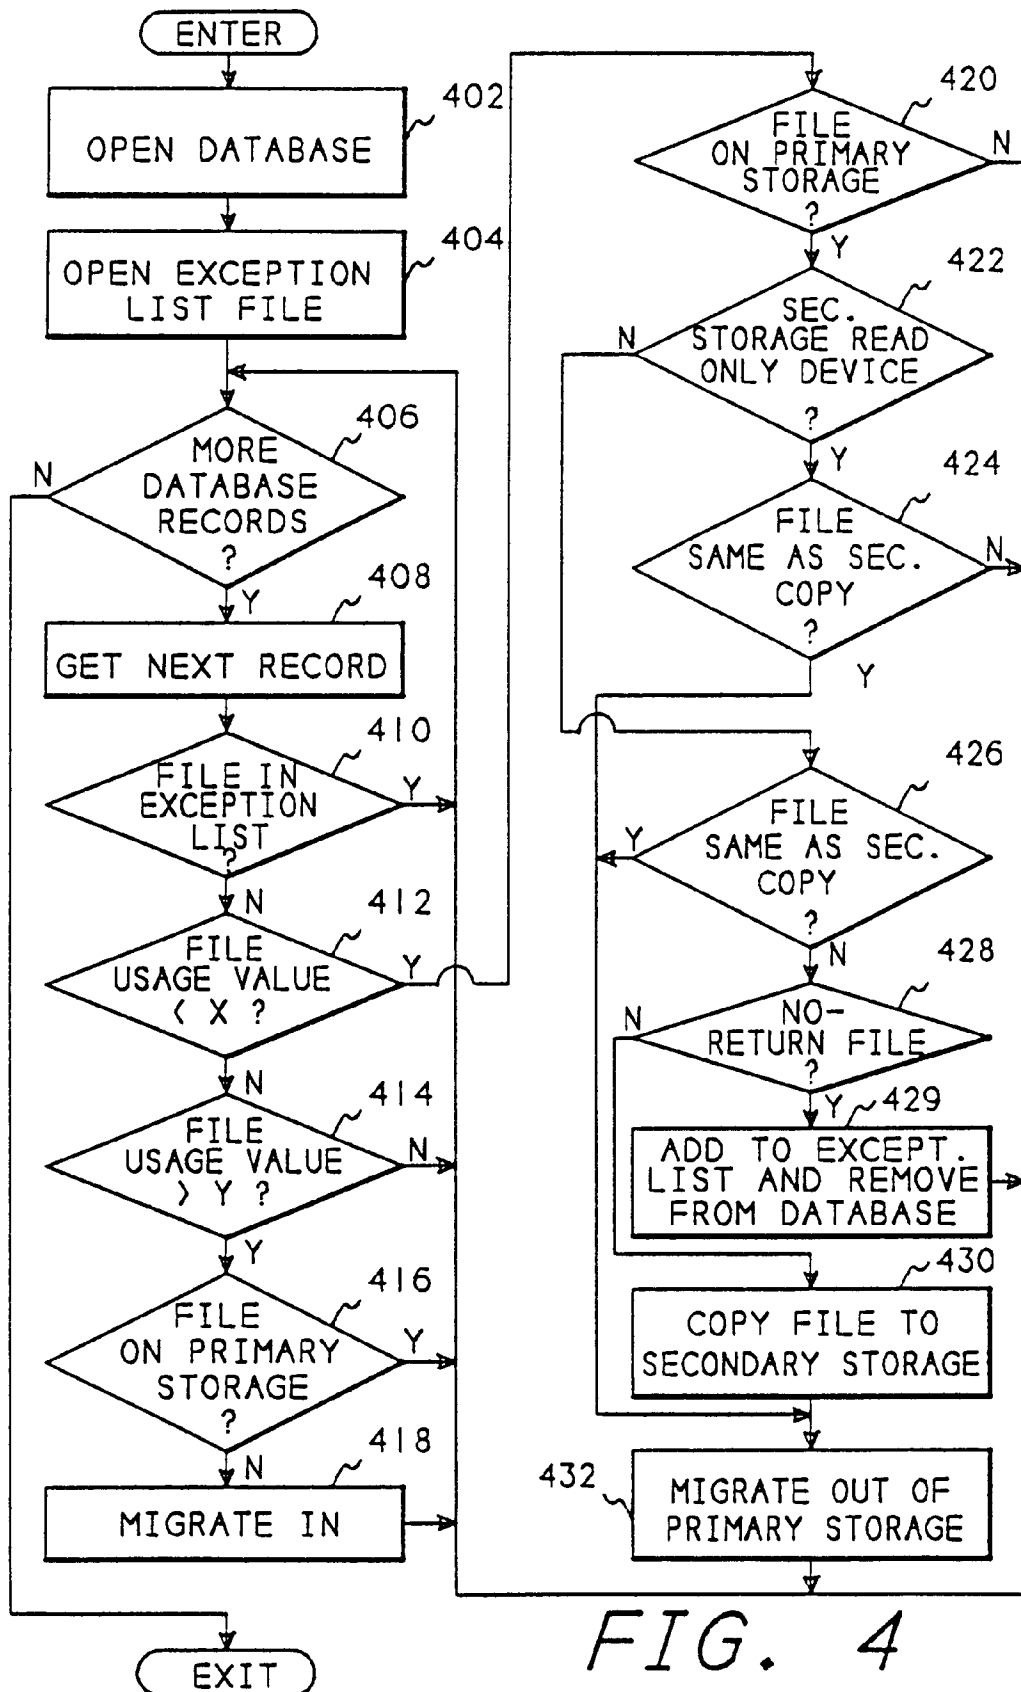 ENTER
402
OPEN DATABASE
404
OPEN EXCEPTION
LIST FILE
406
MORE
DATABASE
RECORDS
?
N
Y
408
GET NEXT RECORD
410
FILE IN
EXCEPTION
LIST
?
Y
N
412
FILE
USAGE VALUE
< X ?
Y
N
414
FILE
USAGE VALUE
> Y ?
N
Y
416
FILE
ON PRIMARY
STORAGE
?
Y
N
418
MIGRATE IN
EXIT
420
FILE
ON PRIMARY
STORAGE
?
N
Y
422
SEC.
STORAGE READ
ONLY DEVICE
?
N
Y
424
FILE
SAME AS SEC.
COPY
?
N
Y
426
FILE
SAME AS SEC.
COPY
?
Y
N
428
NO-
RETURN FILE
?
N
Y
429
ADD TO EXCEPT.
LIST AND REMOVE
FROM DATABASE
430
COPY FILE TO
SECONDARY STORAGE
432
MIGRATE OUT OF
PRIMARY STORAGE
FIG. 4